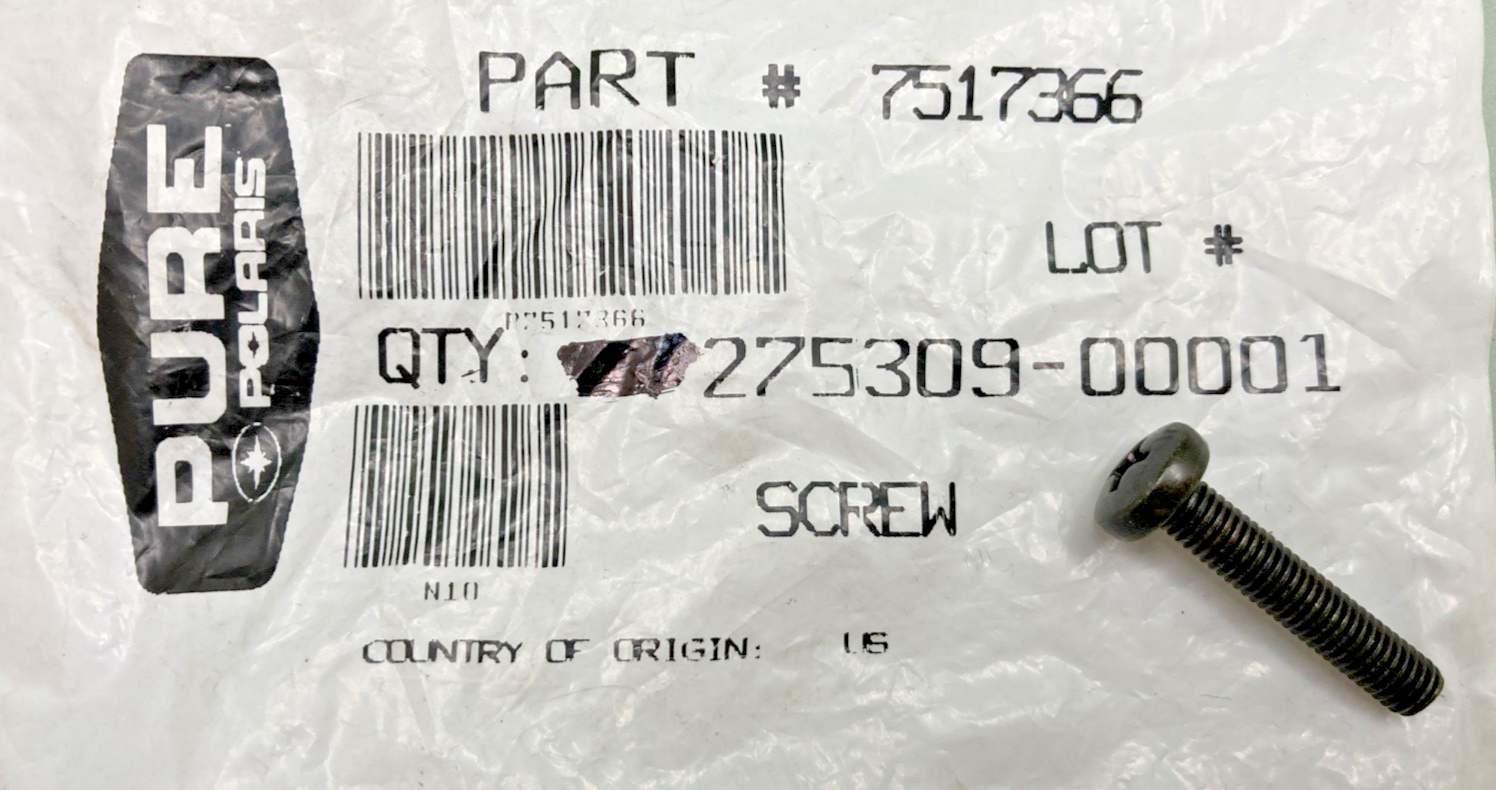 PURE
POLARIS
PART # 7517366
LOT #
P7517366
QTY: 275309-00001
SCREW
N10
COUNTRY OF ORIGIN: US